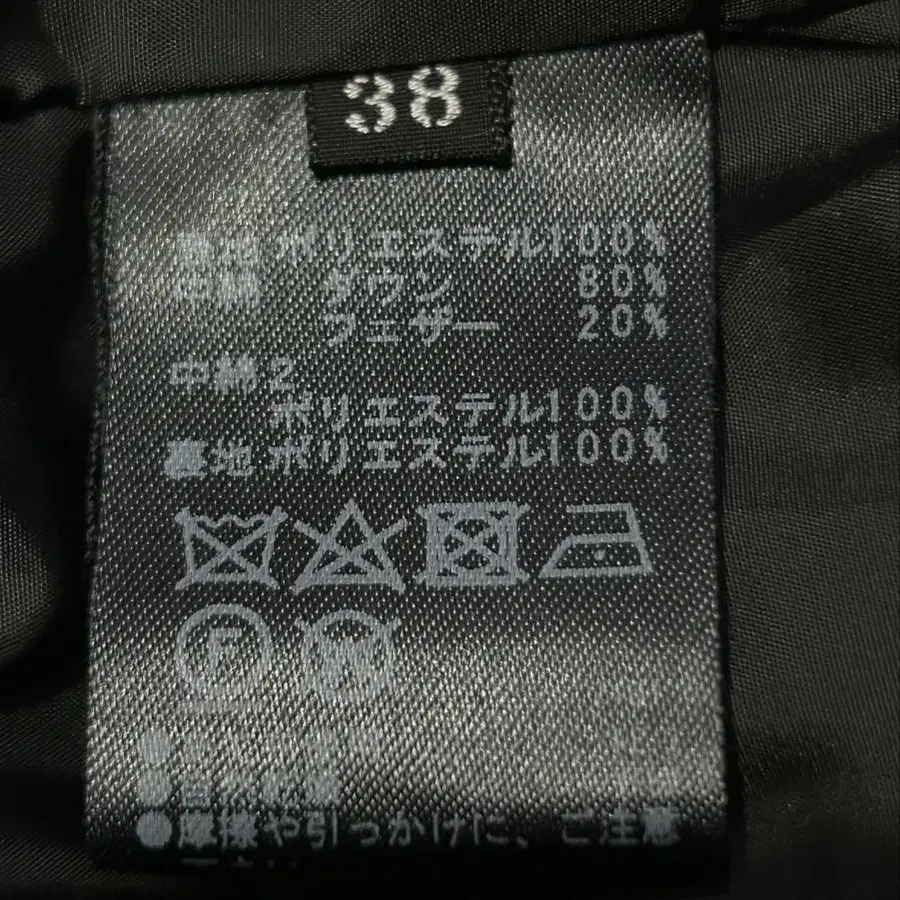 38
表地 ポリエステル100%
中綿 ダウン 80%
フェザー 20%
中綿2
ポリエステル100%
裏地 ポリエステル100%
F
W
●摩擦や引っかけに、ご注意